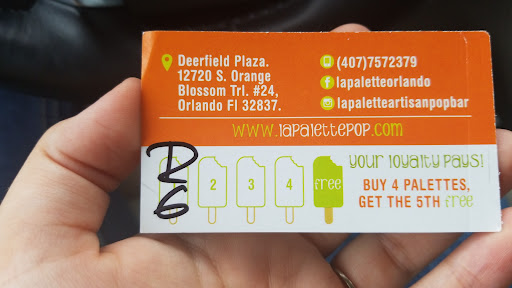 Deerfield Plaza.
12720 S. Orange
Blossom Trl. #24,
Orlando Fl 32837.
(407)7572379
lapaletteorlando
lapaletteartisanpopbar
www.lapalettepop.com
2 3 4 free
your loyalty pays!
BUY 4 PALETTES,
GET THE 5TH free